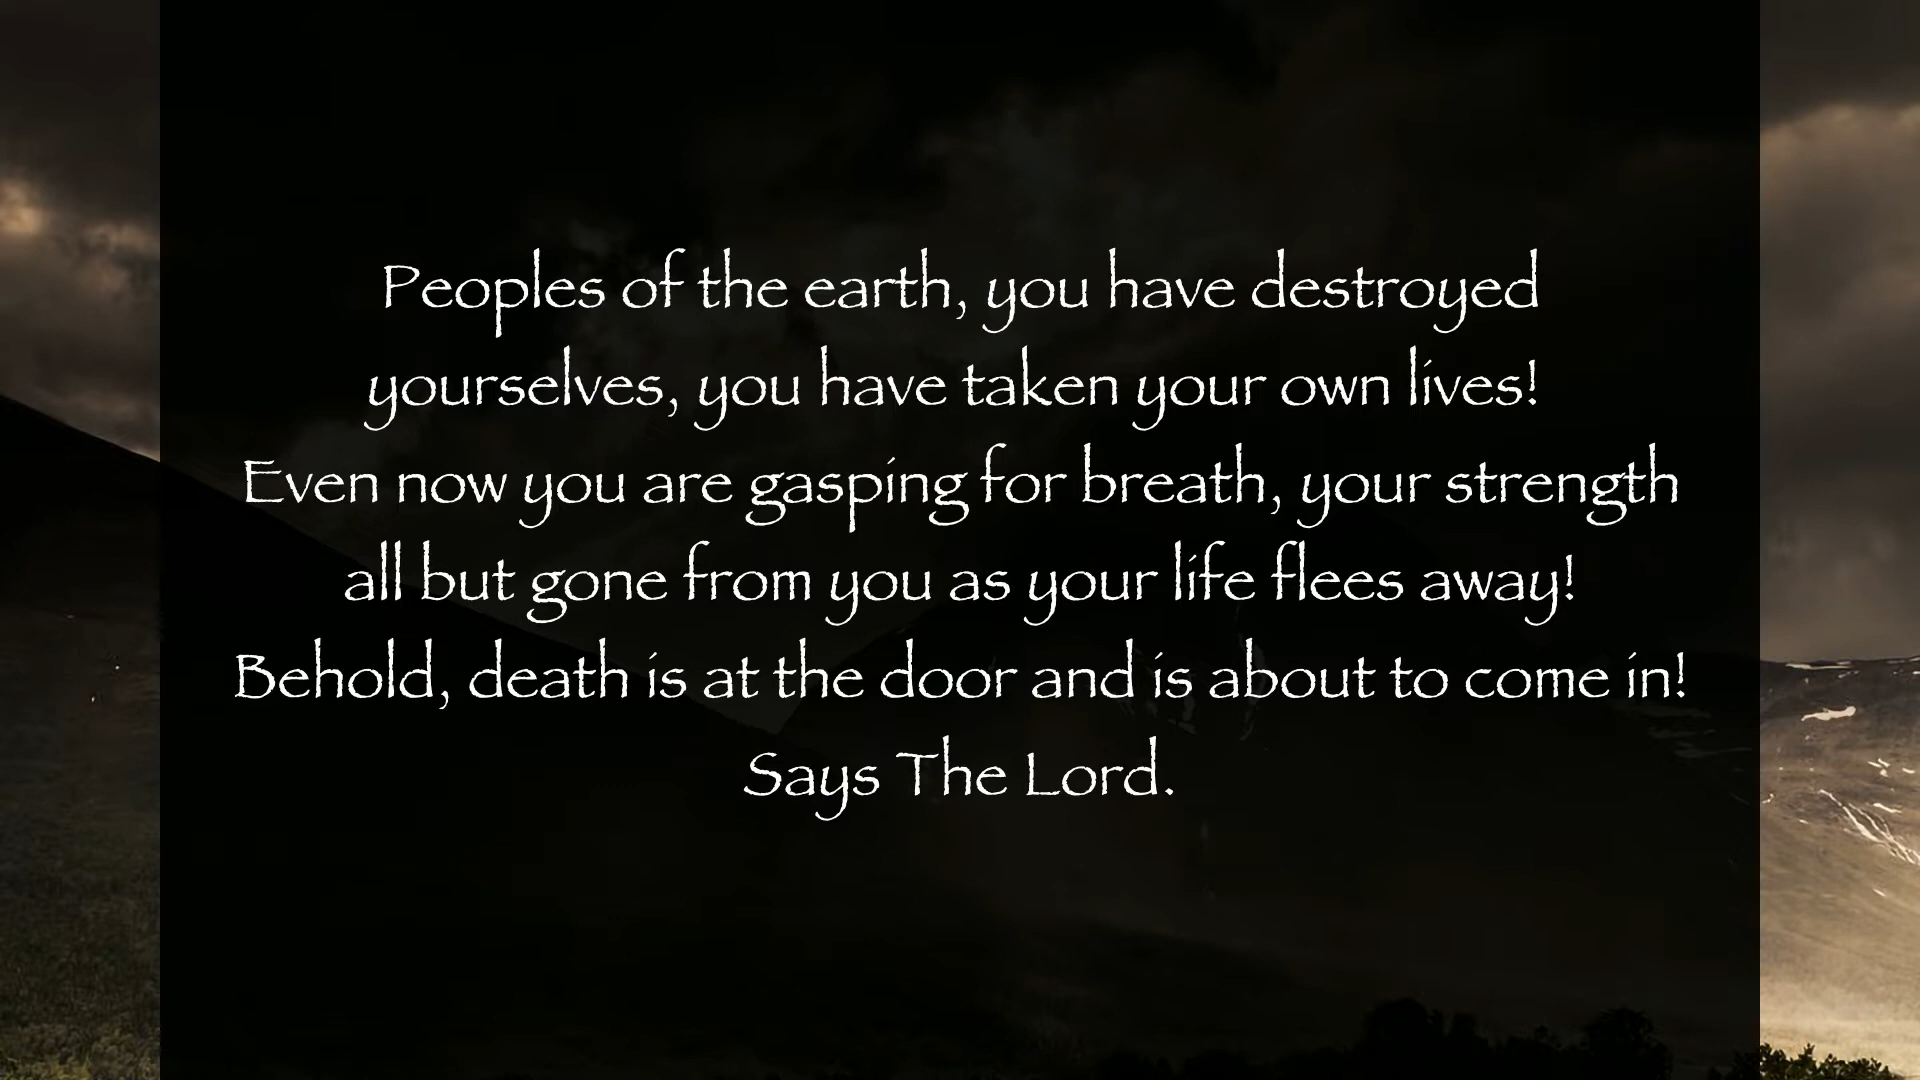 Peoples of the earth, you have destroyed
yourselves, you have taken your own lives!
Even now you are gasping for breath, your strength
all but gone from you as your life flees away!
Behold, death is at the door and is about to come in!
Says The Lord.